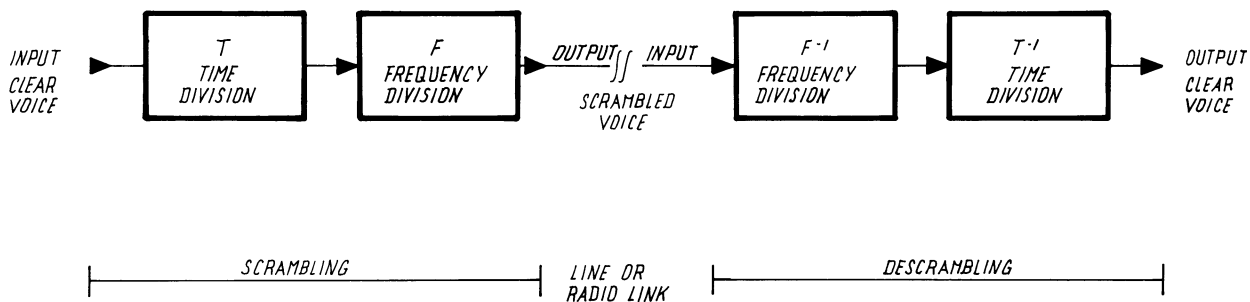 INPUT
CLEAR
VOICE
T
TIME
DIVISION
F
FREQUENCY
DIVISION
OUTPUT
INPUT
SCRAMBLED
VOICE
F-1
FREQUENCY
DIVISION
T-1
TIME
DIVISION
OUTPUT
CLEAR
VOICE
SCRAMBLING
LINE OR
RADIO LINK
DESCRAMBLING